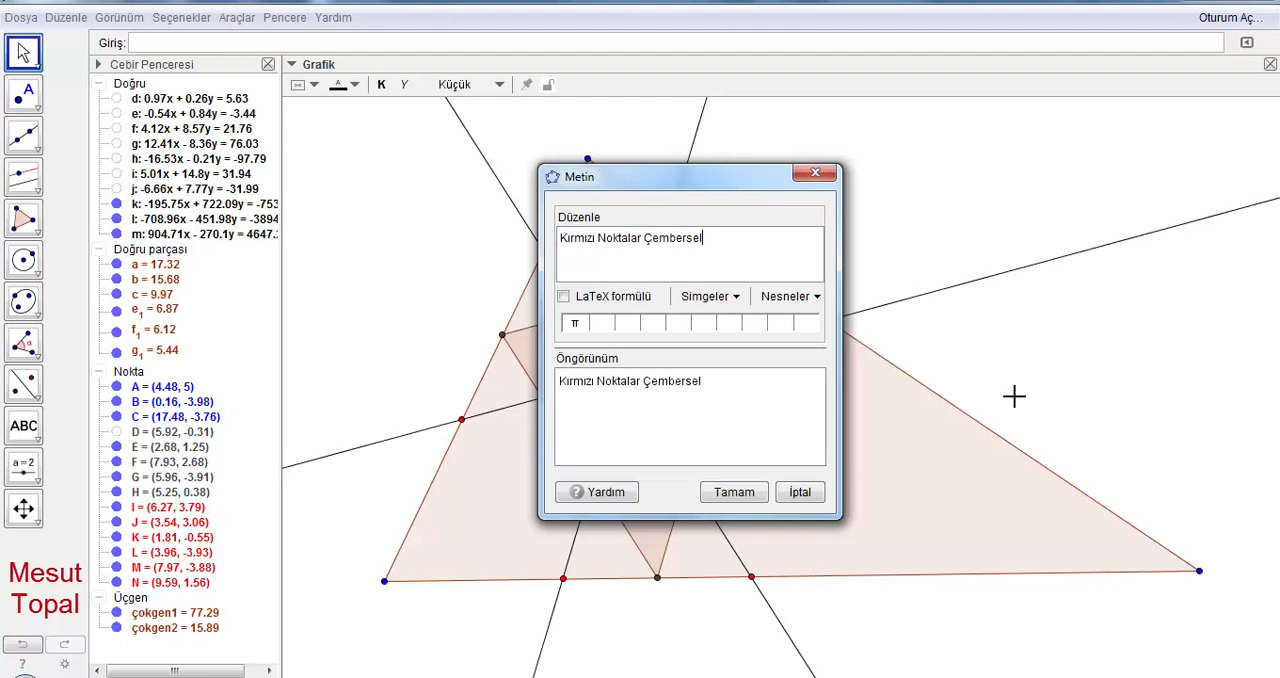 Dosya Düzenle Görünüm Seçenekler Araçlar Pencere Yardım
Oturum Aç...
Giriş:
Cebir Penceresi
Grafik
K Y Küçük
Doğru
d: 0.97x + 0.26y = 5.63
e: -0.54x + 0.84y = -3.44
f: 4.12x + 8.57y = 21.76
g: 12.41x - 8.36y = 76.03
h: -16.53x - 0.21y = -97.79
i: 5.01x + 14.8y = 31.94
j: -6.66x + 7.77y = -31.99
k: -195.75x + 722.09y = -753
l: -708.96x - 451.98y = -3894
m: 904.71x - 270.1y = 4647.
Doğru parçası
a = 17.32
b = 15.68
c = 9.97
e₁ = 6.87
f₁ = 6.12
g₁ = 5.44
Nokta
A = (4.48, 5)
B = (0.16, -3.98)
C = (17.48, -3.76)
D = (5.92, -0.31)
E = (2.68, 1.25)
F = (7.93, 2.68)
G = (5.96, -3.91)
H = (5.25, 0.38)
I = (6.27, 3.79)
J = (3.54, 3.06)
K = (1.81, -0.55)
L = (3.96, -3.93)
M = (7.97, -3.88)
N = (9.59, 1.56)
Üçgen
çokgen1 = 77.29
çokgen2 = 15.89
A
α
ABC
a=2
Mesut
Topal
?
Metin
Düzenle
Kırmızı Noktalar Çembersel
LaTeX formülü
Simgeler
Nesneler
π
Öngörünüm
Kırmızı Noktalar Çembersel
? Yardım
Tamam
İptal